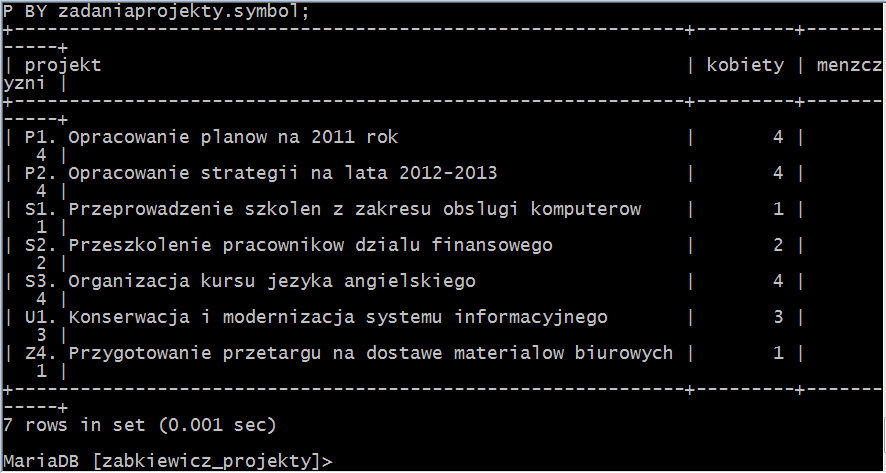 P BY zadaniaprojekty.symbol;
+--------------------------------------------------------------+---------+-------
-----+
| projekt                                                      | kobiety | menzcz
yzni |
+--------------------------------------------------------------+---------+-------
-----+
| P1. Opracowanie planow na 2011 rok                           |       4 |
   4 |
| P2. Opracowanie strategii na lata 2012-2013                  |       4 |
   4 |
| S1. Przeprowadzenie szkolen z zakresu obslugi komputerow     |       1 |
   1 |
| S2. Przeszkolenie pracownikow dzialu finansowego             |       2 |
   2 |
| S3. Organizacja kursu jezyka angielskiego                    |       4 |
   4 |
| U1. Konserwacja i modernizacja systemu informacyjnego        |       3 |
   3 |
| Z4. Przygotowanie przetargu na dostawe materialow biurowych |       1 |
   1 |
+--------------------------------------------------------------+---------+-------
-----+
7 rows in set (0.001 sec)
MariaDB [zabkiewicz_projekty]>